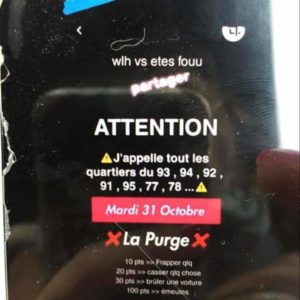 wlh vs etes fouu
partager
ATTENTION
⚠️J'appelle tout les
quartiers du 93 , 94 , 92 ,
91 , 95 , 77 , 78 ...⚠️
Mardi 31 Octobre
❌La Purge❌
10 pts >> Frapper qlq
20 pts >> casser qlq chose
30 pts >> brûler une voiture
100 pts >> émeules